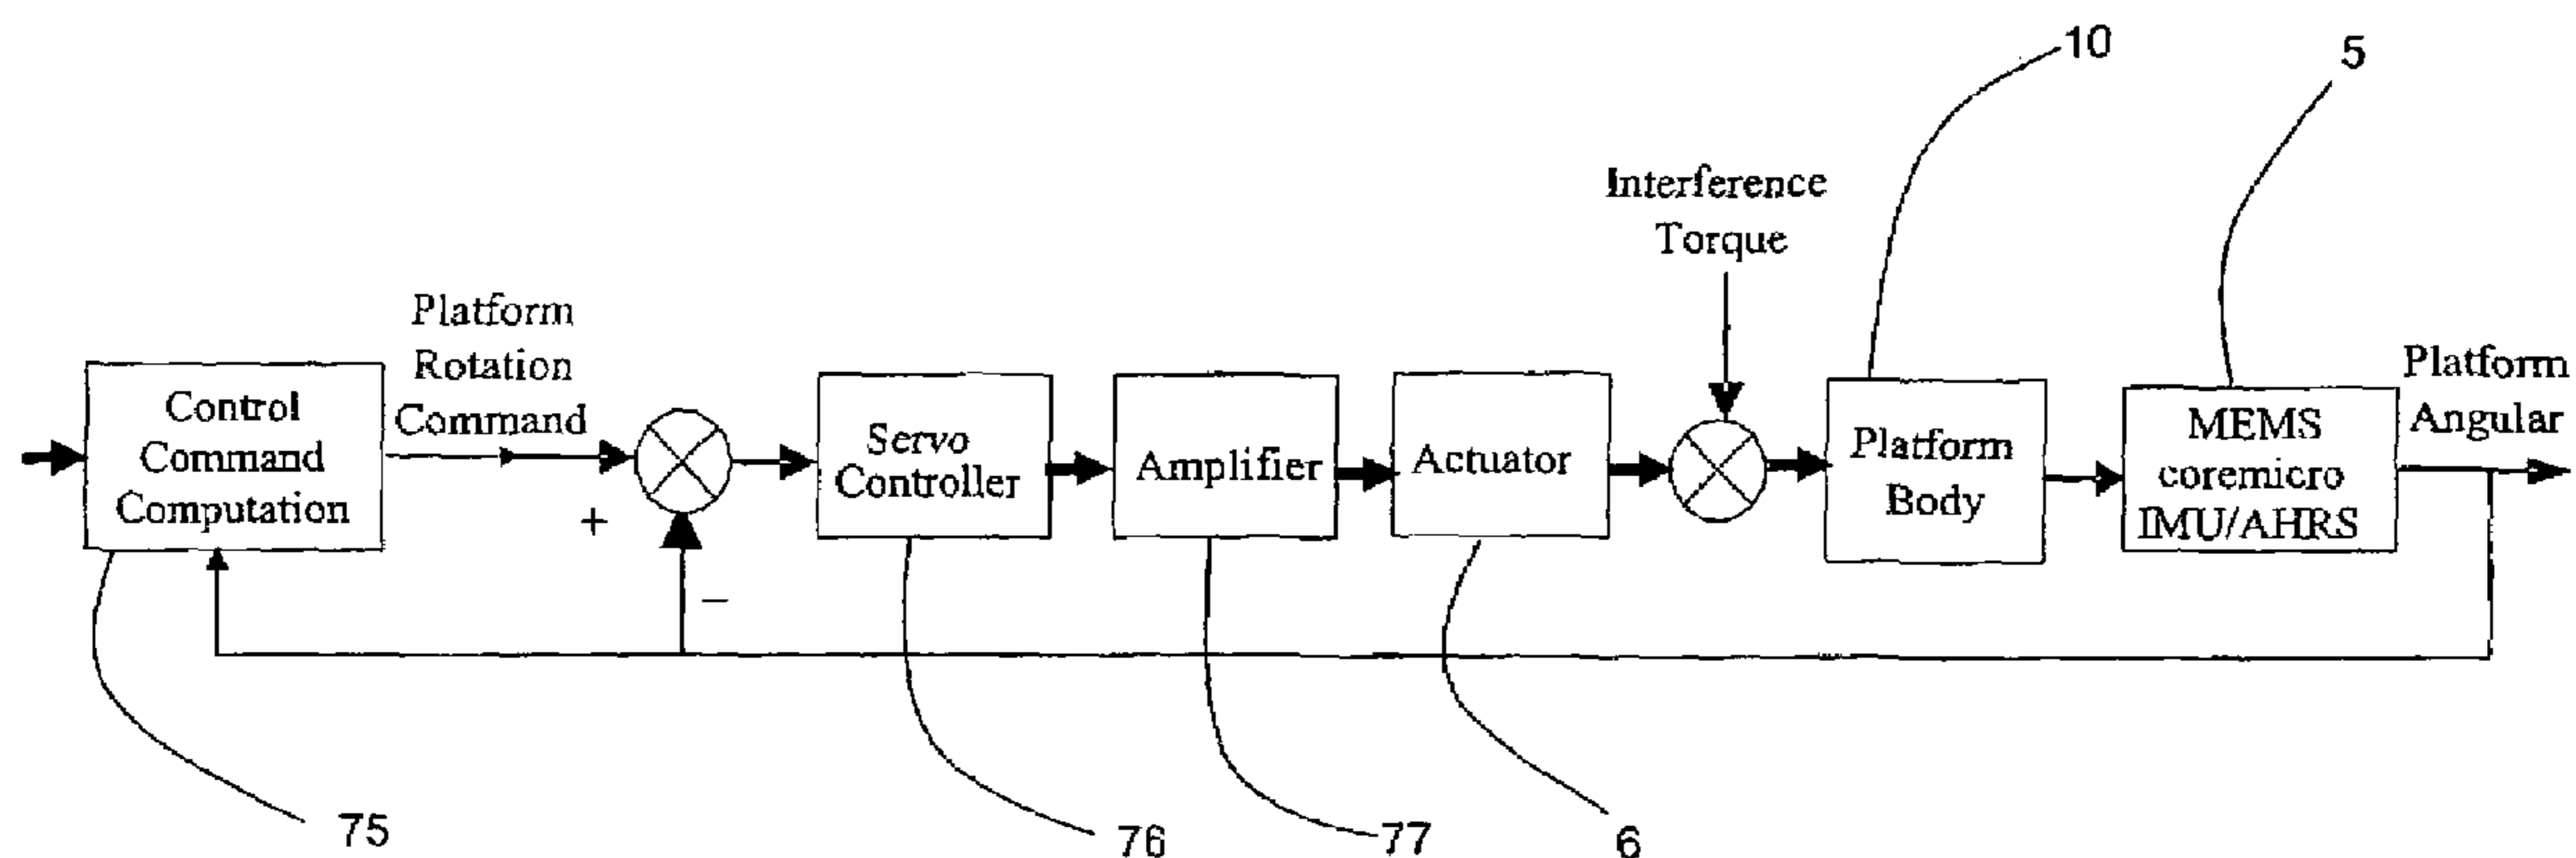 10
5
Interference
Torque
Platform
Rotation
Command
Platform
Angular
Control
Command
Computation
+
−
Servo
Controller
Amplifier
Actuator
Platform
Body
MEMS
coremicro
IMU/AHRS
75
76
77
6